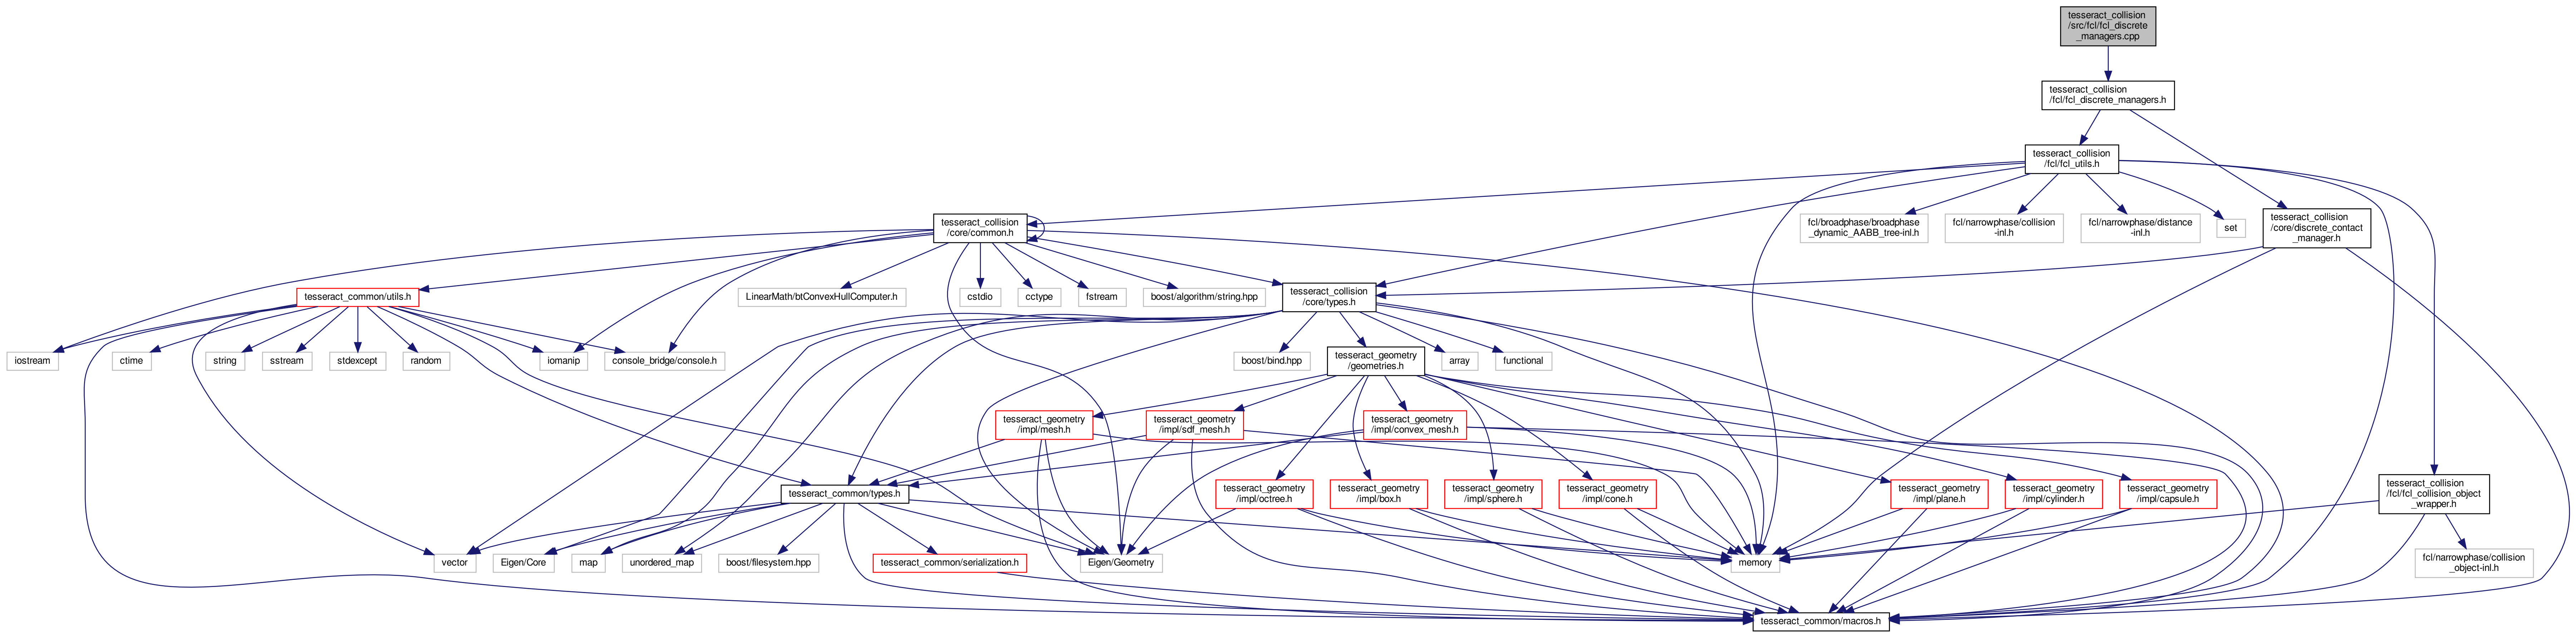 tesseract_collision
/src/fcl/fcl_discrete
_managers.cpp
tesseract_collision
/fcl/fcl_discrete_managers.h
tesseract_collision
/fcl/fcl_utils.h
tesseract_collision
/core/common.h
fcl/broadphase/broadphase
_dynamic_AABB_tree-inl.h
fcl/narrowphase/collision
-inl.h
fcl/narrowphase/distance
-inl.h
set
tesseract_collision
/core/discrete_contact
_manager.h
tesseract_common/utils.h
LinearMath/btConvexHullComputer.h
cstdio
cctype
fstream
boost/algorithm/string.hpp
tesseract_collision
/core/types.h
iostream
ctime
string
sstream
stdexcept
random
iomanip
console_bridge/console.h
boost/bind.hpp
tesseract_geometry
/geometries.h
array
functional
tesseract_geometry
/impl/mesh.h
tesseract_geometry
/impl/sdf_mesh.h
tesseract_geometry
/impl/convex_mesh.h
tesseract_common/types.h
tesseract_geometry
/impl/octree.h
tesseract_geometry
/impl/box.h
tesseract_geometry
/impl/sphere.h
tesseract_geometry
/impl/cone.h
tesseract_geometry
/impl/plane.h
tesseract_geometry
/impl/cylinder.h
tesseract_geometry
/impl/capsule.h
tesseract_collision
/fcl/fcl_collision_object
_wrapper.h
vector
Eigen/Core
map
unordered_map
boost/filesystem.hpp
tesseract_common/serialization.h
Eigen/Geometry
memory
fcl/narrowphase/collision
_object-inl.h
tesseract_common/macros.h